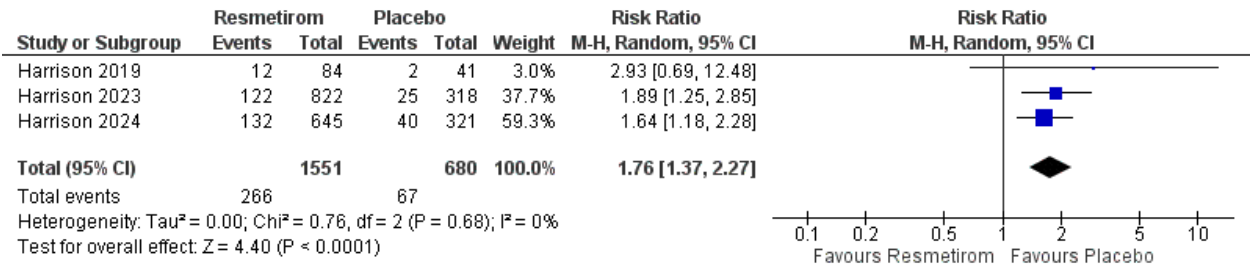 Resmetirom Placebo Risk Ratio Risk Ratio
Study or Subgroup Events Total Events Total Weight M-H, Random, 95% CI M-H, Random, 95% CI
Harrison 2019 12 84 2 41 3.0% 2.93 [0.69, 12.48]
Harrison 2023 122 822 25 318 37.7% 1.89 [1.25, 2.85]
Harrison 2024 132 645 40 321 59.3% 1.64 [1.18, 2.28]
Total (95% CI) 1551 680 100.0% 1.76 [1.37, 2.27]
Total events 266 67
Heterogeneity: Tau² = 0.00; Chi² = 0.76, df = 2 (P = 0.68); I² = 0%
Test for overall effect: Z = 4.40 (P < 0.0001)
0.1 0.2 0.5 1 2 5 10
Favours Resmetirom Favours Placebo